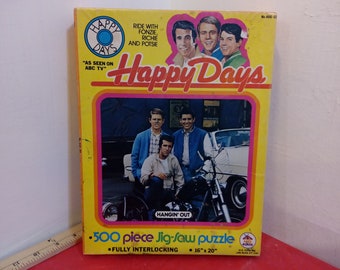 HAPPY
DAYS
RIDE WITH
FONZIE,
RICHIE
AND POTSIE
"AS SEEN ON
ABC TV"
Happy Days
HANGIN' OUT
• 500 piece Jig-saw puzzle
• FULLY INTERLOCKING • 16" x 20"